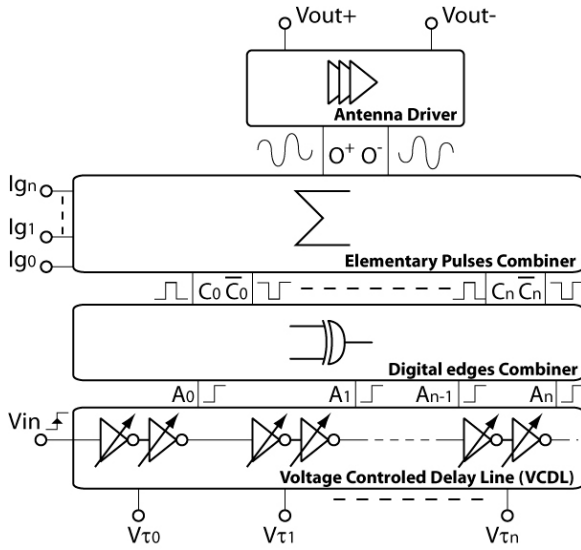 Vout+ Vout-
Antenna Driver
O+ O-
Ign
Ig1
Ig0
Elementary Pulses Combiner
C0 C̅0 Cn C̅n
Digital edges Combiner
A0 A1 An-1 An
Vin
Voltage Controled Delay Line (VCDL)
Vτ0 Vτ1 Vτn